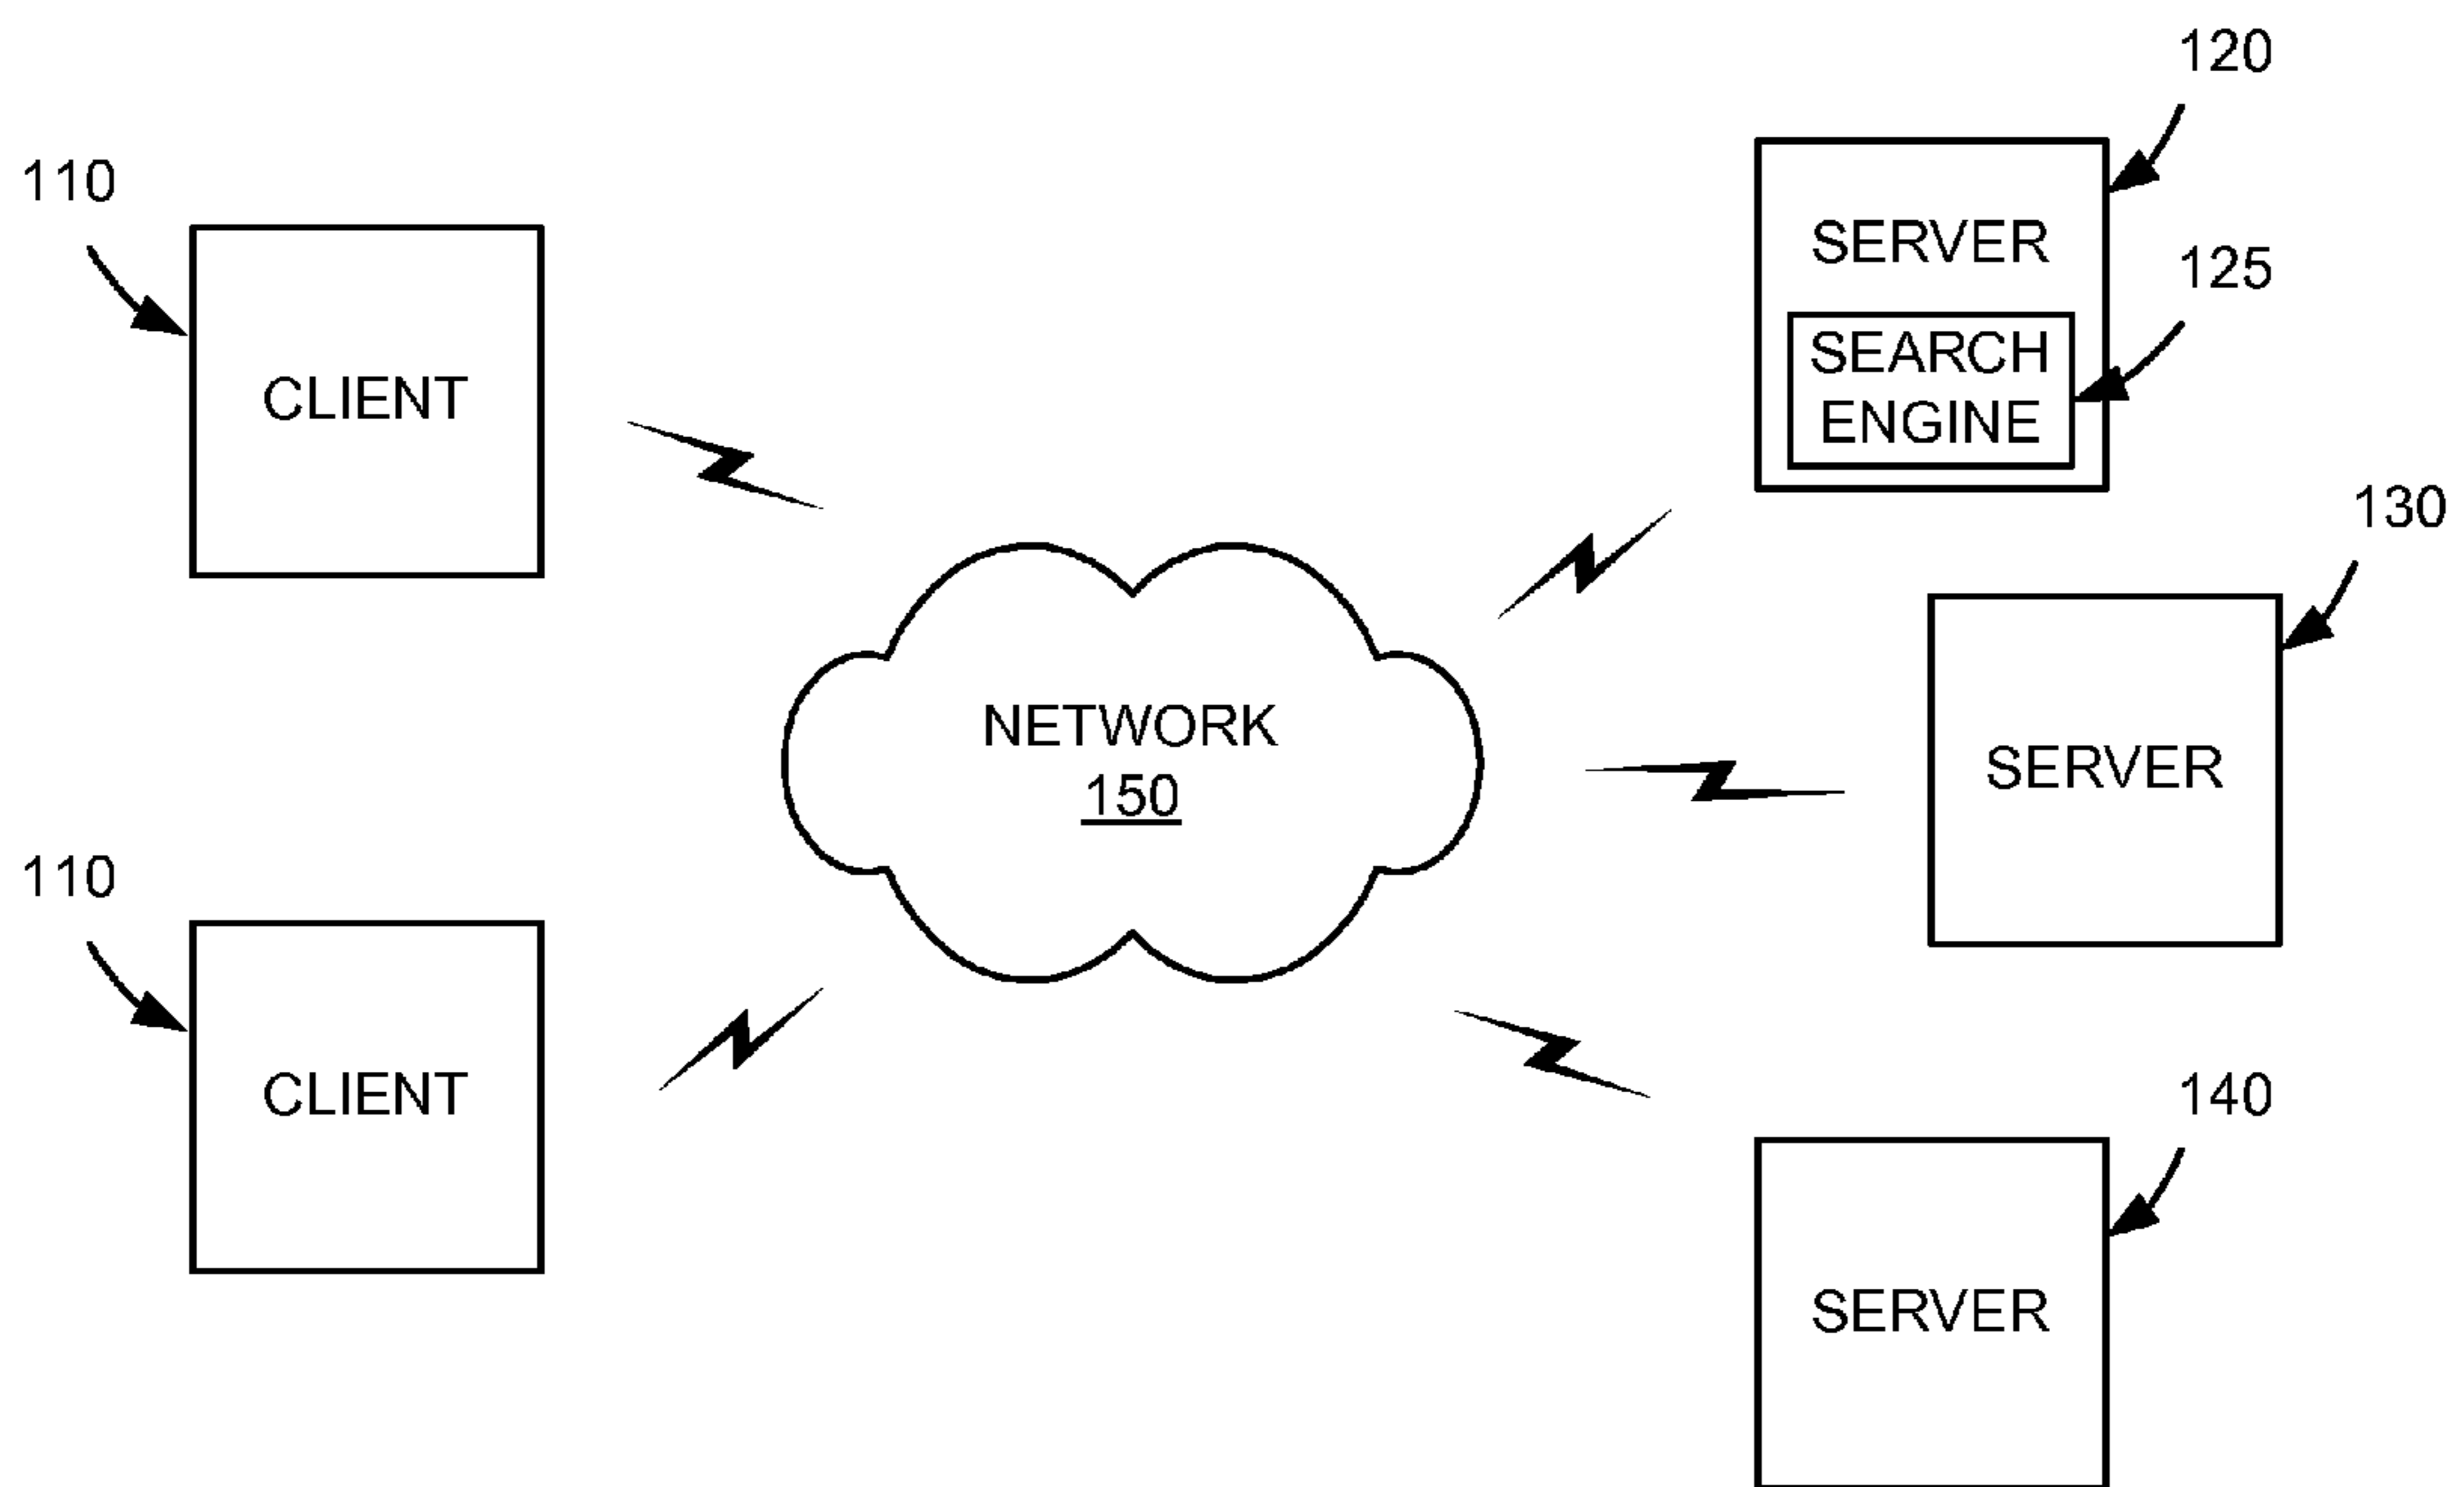 120
110
SERVER
125
SEARCH
ENGINE
CLIENT
130
NETWORK
150
SERVER
110
CLIENT
140
SERVER